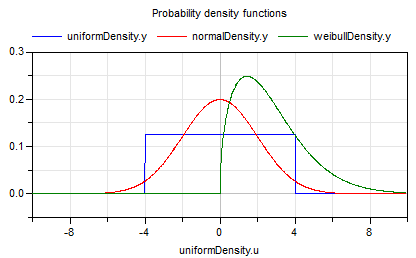 Probability density functions
uniformDensity.y normalDensity.y weibullDensity.y
0.3
0.2
0.1
0.0
-8 -4 0 4 8
uniformDensity.u